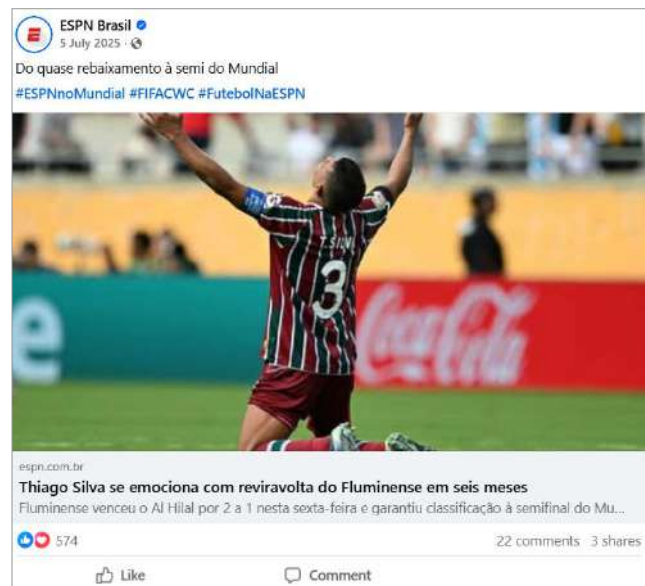 ESPN Brasil
5 July 2025 ·
Do quase rebaixamento à semi do Mundial
#ESPNnoMundial #FIFACWC #FutebolNaESPN
T. SILVA
3
e
Coca-Cola
espn.com.br
Thiago Silva se emociona com reviravolta do Fluminense em seis meses
Fluminense venceu o Al Hilal por 2 a 1 nesta sexta-feira e garantiu classificação à semifinal do Mu...
574
22 comments 3 shares
Like
Comment